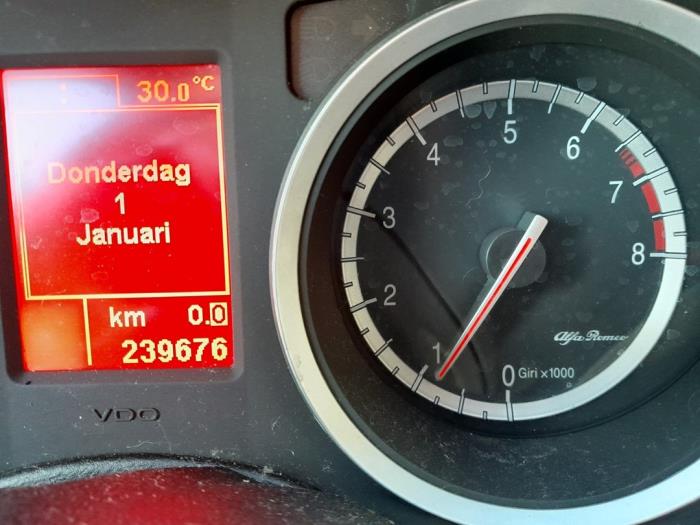 30.0°C
Donderdag
1
Januari
km 0.0
239676
VDO
0
1
2
3
4
5
6
7
8
Alfa Romeo
Giri x1000